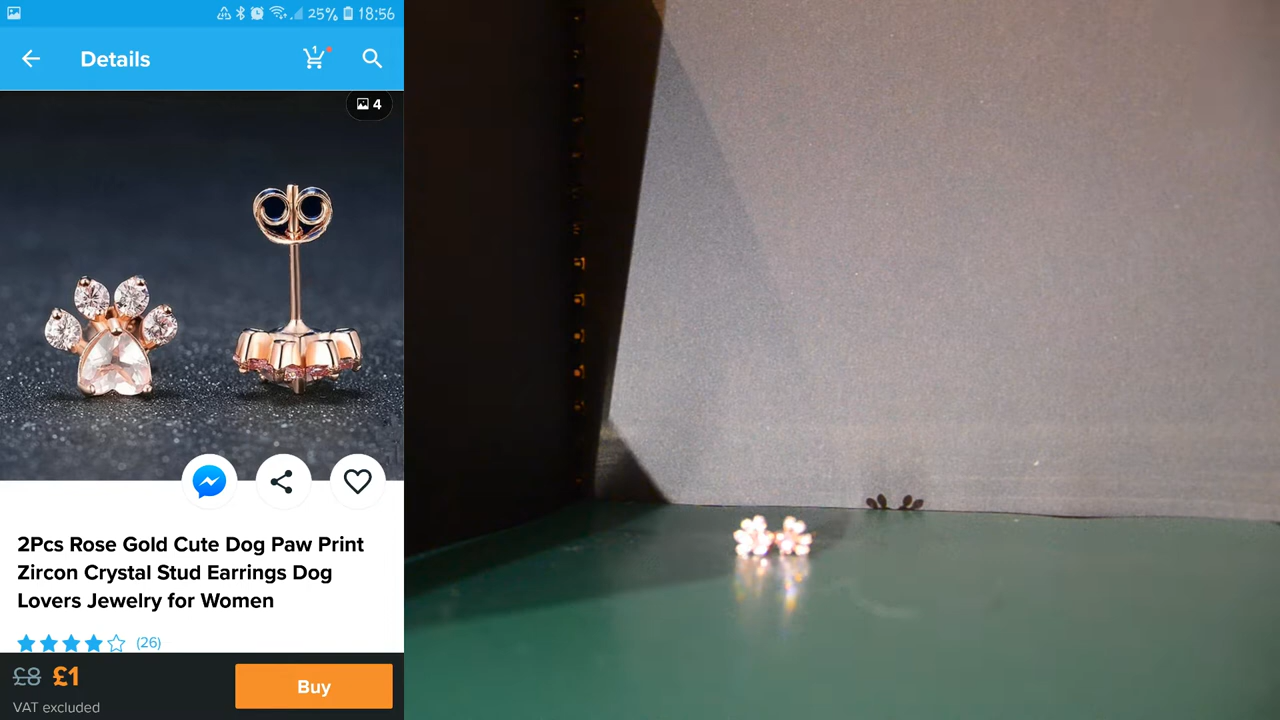 25% 18:56
Details
1
4
2Pcs Rose Gold Cute Dog Paw Print
Zircon Crystal Stud Earrings Dog
Lovers Jewelry for Women
(26)
£8 £1
Buy
VAT excluded